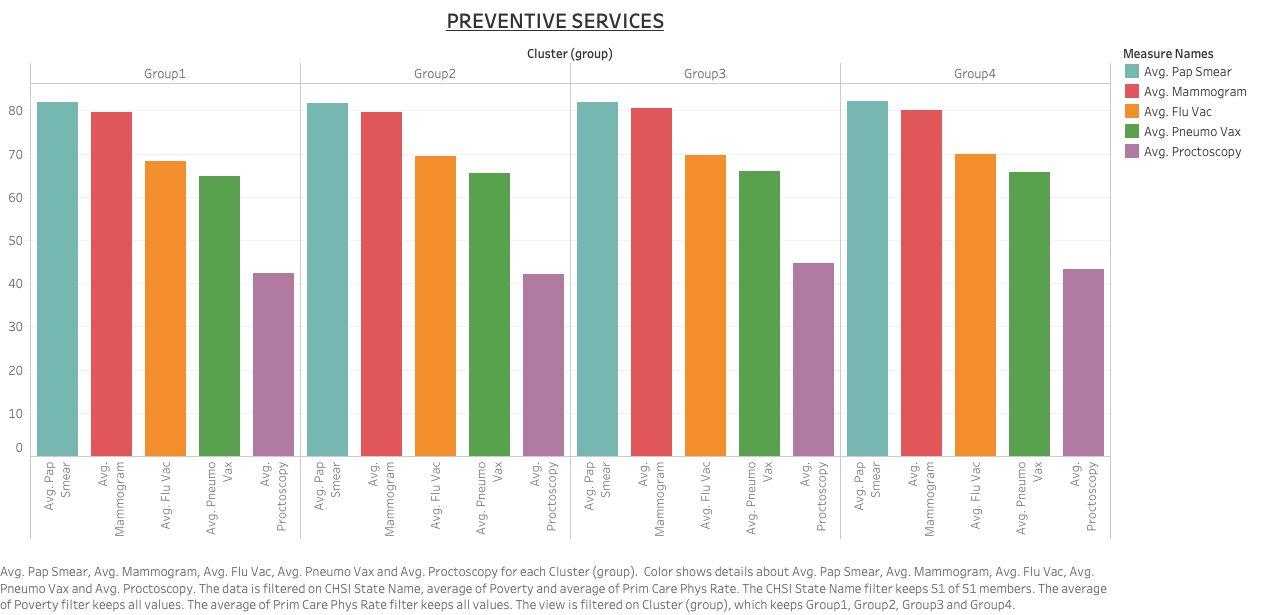 PREVENTIVE SERVICES
Cluster (group)
Group1
Group2
Group3
Group4
Measure Names
Avg. Pap Smear
Avg. Mammogram
Avg. Flu Vac
Avg. Pneumo Vax
Avg. Proctoscopy
80
70
60
50
40
30
20
10
0
Avg. Pap
Smear
Avg.
Mammogram
Avg. Flu Vac
Avg. Pneumo
Vax
Avg.
Proctoscopy
Avg. Pap
Smear
Avg.
Mammogram
Avg. Flu Vac
Avg. Pneumo
Vax
Avg.
Proctoscopy
Avg. Pap
Smear
Avg.
Mammogram
Avg. Flu Vac
Avg. Pneumo
Vax
Avg.
Proctoscopy
Avg. Pap
Smear
Avg.
Mammogram
Avg. Flu Vac
Avg. Pneumo
Vax
Avg.
Proctoscopy
Avg. Pap Smear, Avg. Mammogram, Avg. Flu Vac, Avg. Pneumo Vax and Avg. Proctoscopy for each Cluster (group).  Color shows details about Avg. Pap Smear, Avg. Mammogram, Avg. Flu Vac, Avg.
Pneumo Vax and Avg. Proctoscopy. The data is filtered on CHSI State Name, average of Poverty and average of Prim Care Phys Rate. The CHSI State Name filter keeps 51 of 51 members. The average
of Poverty filter keeps all values. The average of Prim Care Phys Rate filter keeps all values. The view is filtered on Cluster (group), which keeps Group1, Group2, Group3 and Group4.